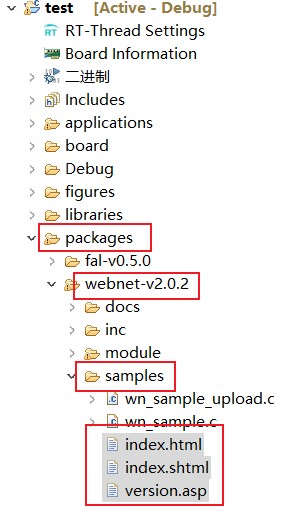 test [Active - Debug]
RT-Thread Settings
Board Information
二进制
Includes
applications
board
Debug
figures
libraries
packages
fal-v0.5.0
webnet-v2.0.2
docs
inc
module
samples
wn_sample_upload.c
wn_sample.c
index.html
index.shtml
version.asp